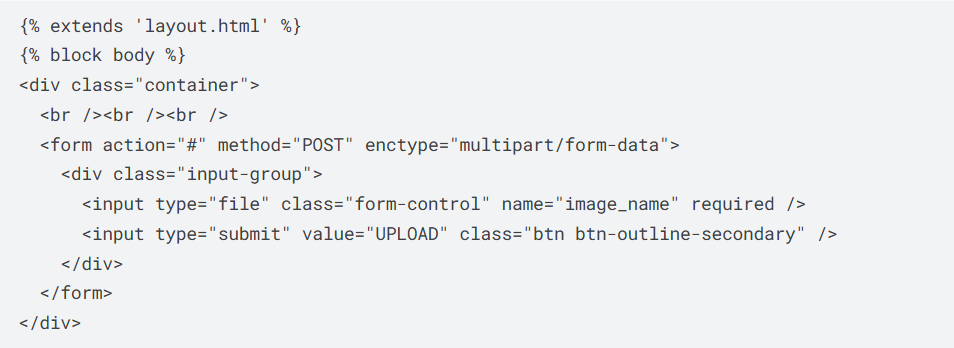 {% extends 'layout.html' %}
{% block body %}
<div class="container">
  <br /><br /><br />
  <form action="#" method="POST" enctype="multipart/form-data">
    <div class="input-group">
      <input type="file" class="form-control" name="image_name" required />
      <input type="submit" value="UPLOAD" class="btn btn-outline-secondary" />
    </div>
  </form>
</div>